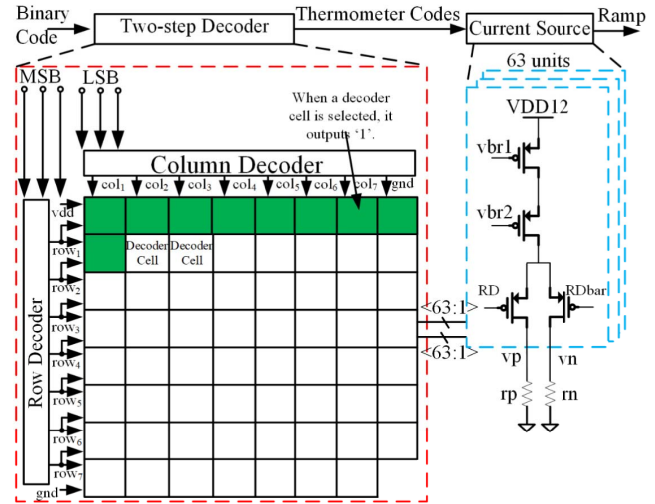 Binary
Code
Two-step Decoder
Thermometer Codes
Current Source
Ramp
MSB
LSB
63 units
When a decoder
cell is selected, it
outputs '1'.
VDD12
vbr1
vbr2
Column Decoder
col₁ col₂ col₃ col₄ col₅ col₆ col₇ gnd
vdd
row₁
row₂
row₃
row₄
row₅
row₆
row₇
gnd
Row Decoder
Decoder
Cell
Decoder
Cell
<63:1>
<63:1>
RD
RDbar
vp
vn
rp
rn